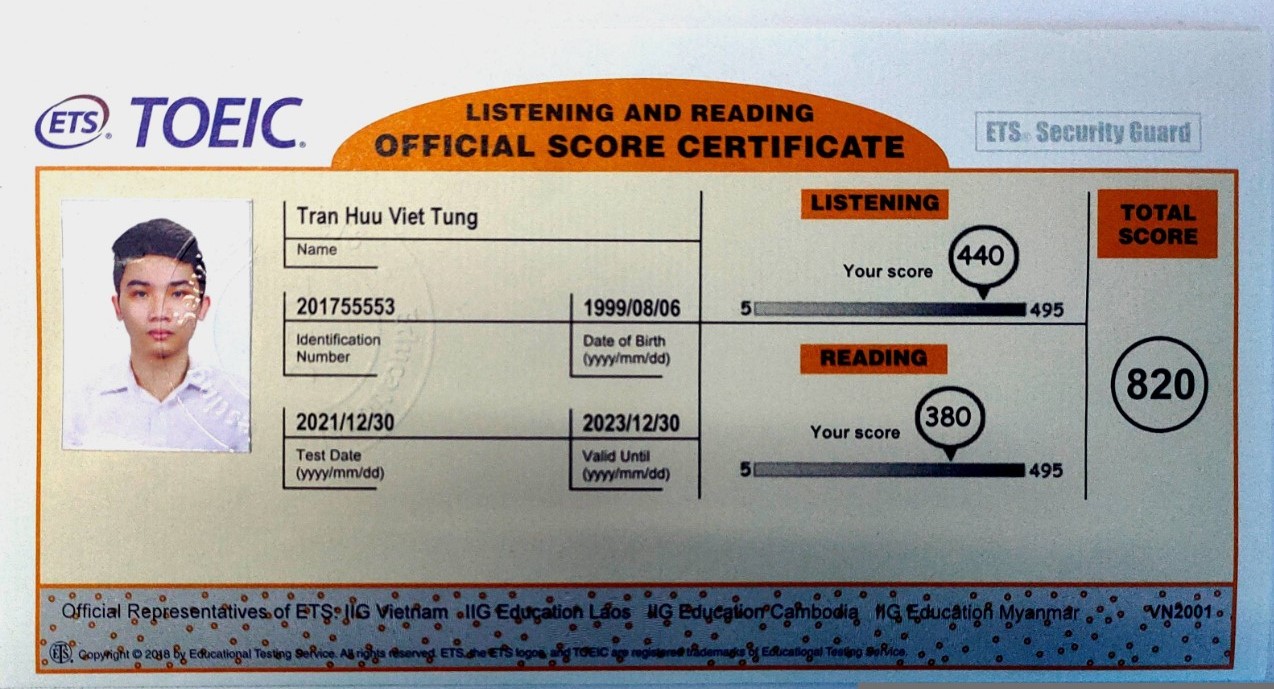 ETS® TOEIC®
LISTENING AND READING
OFFICIAL SCORE CERTIFICATE
ETS® Security Guard
Tran Huu Viet Tung
Name
201755553
Identification
Number
1999/08/06
Date of Birth
(yyyy/mm/dd)
2021/12/30
Test Date
(yyyy/mm/dd)
2023/12/30
Valid Until
(yyyy/mm/dd)
LISTENING
Your score 440
5 495
READING
Your score 380
5 495
TOTAL
SCORE
820
Official Representatives of ETS: IIG Vietnam IIG Education Laos IIG Education Cambodia IIG Education Myanmar VN2001
ETS Copyright © 2018 by Educational Testing Service. All rights reserved. ETS, the ETS logos, and TOEIC are registered trademarks of Educational Testing Service.